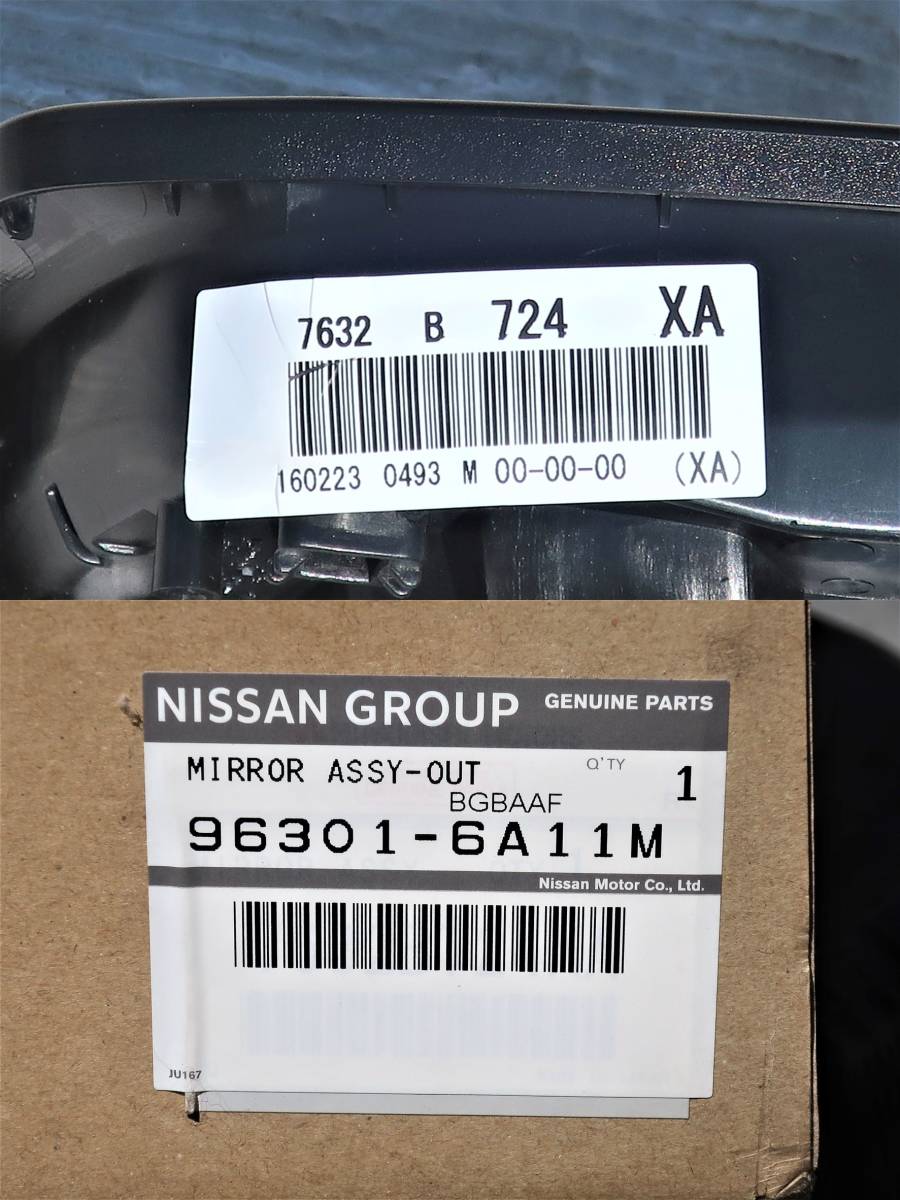 7632 B 724 XA
160223 0493 M 00-00-00 (XA)
NISSAN GROUP GENUINE PARTS
MIRROR ASSY-OUT Q'TY 1
BGBAAF
96301-6A11M
Nissan Motor Co., Ltd.
JU167